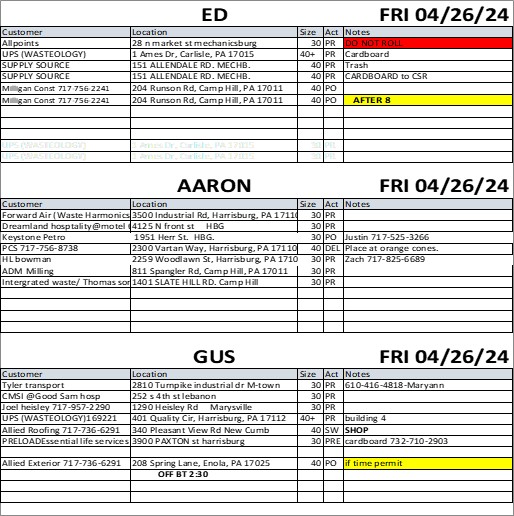 ED FRI 04/26/24
Customer Location Size Act Notes
Allpoints 28 n market st mechanicsburg 30 PR DO NOT ROLL
UPS (WASTEOLOGY) 1 Ames Dr, Carlisle, PA 17015 40+ PR Cardboard
SUPPLY SOURCE 151 ALLENDALE RD. MECHB. 40 PR Trash
SUPPLY SOURCE 151 ALLENDALE RD. MECHB. 40 PR CARDBOARD to CSR
Milligan Const 717-756-2241 204 Runson Rd, Camp Hill, PA 17011 40 PO
Milligan Const 717-756-2241 204 Runson Rd, Camp Hill, PA 17011 40 PO AFTER 8
UPS (WASTEOLOGY) 1 Ames Dr, Carlisle, PA 17015 30 PR
UPS (WASTEOLOGY) 1 Ames Dr, Carlisle, PA 17015 30 PR
AARON FRI 04/26/24
Customer Location Size Act Notes
Forward Air (Waste Harmonics 3500 Industrial Rd, Harrisburg, PA 17110 30 PR
Dreamland hosptality@motel 4125 N front st HBG 30 PR
Keystone Petro 1951 Herr St. HBG. 30 PO Justin 717-525-3266
PCS 717-756-8738 2300 Vartan Way, Harrisburg, PA 17110 40 DEL Place at orange cones.
HL bowman 2259 Woodlawn St, Harrisburg, PA 1710 30 PR Zach 717-825-6689
ADM Milling 811 Spangler Rd, Camp Hill, PA 17011 30 PR
Intergrated waste/ Thomas sor 1401 SLATE HILL RD. Camp Hill 30 PR
GUS FRI 04/26/24
Customer Location Size Act Notes
Tyler transport 2810 Turnpike industrial dr M-town 30 PR 610-416-4818-Maryann
CMSI @Good Sam hosp 252 s 4th st lebanon 30 PR
Joel heisley 717-957-2290 1290 Heisley Rd Marysville 30 PR
UPS (WASTEOLOGY)169221 401 Quality Cir, Harrisburg, PA 17112 40+ PR building 4
Allied Roofing 717-736-6291 340 Pleasant View Rd New Cumb 40 SW SHOP
PRELOADEssential life services 3900 PAXTON st harrisburg 30 PRE cardboard 732-710-2903
Allied Exterior 717-736-6291 208 Spring Lane, Enola, PA 17025 40 PO if time permit
OFF BT 2:30